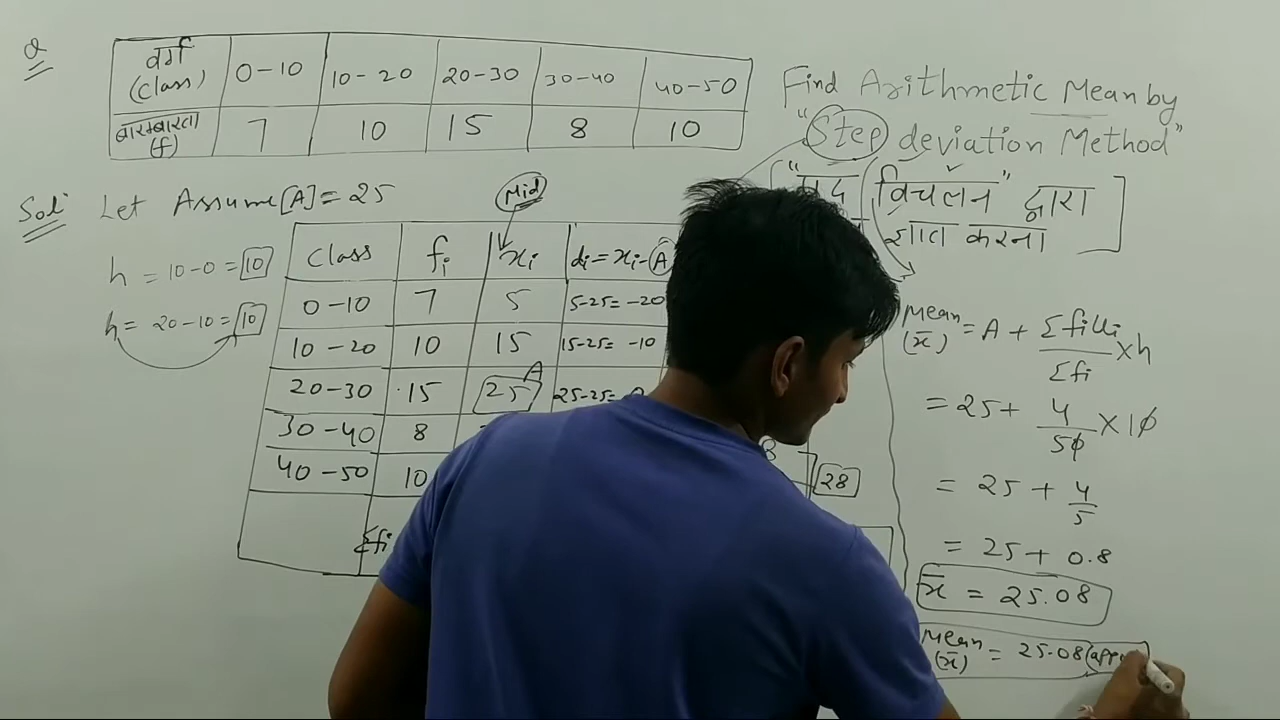 Q
वर्ग (class) 0-10 10-20 20-30 30-40 40-50
बारम्बारता (f) 7 10 15 8 10
Find Arithmetic Mean by
"Step deviation Method"
विचलन" द्वारा
ज्ञात करना
Sol: Let Assume [A] = 25
Mid
h = 10-0 = 10
h = 20-10 = 10
class fi xi di = xi - A
0-10 7 5 5-25 = -20
10-20 10 15 15-25 = -10
20-30 15 25 A 25-25 =
30-40 8
40-50 10
28
Σfi
Mean (x̄) = A + Σfiui/Σfi × h
= 25 + 4/50 × 10
= 25 + 4/5
= 25 + 0.8
x̄ = 25.08
Mean (x̄) = 25.08